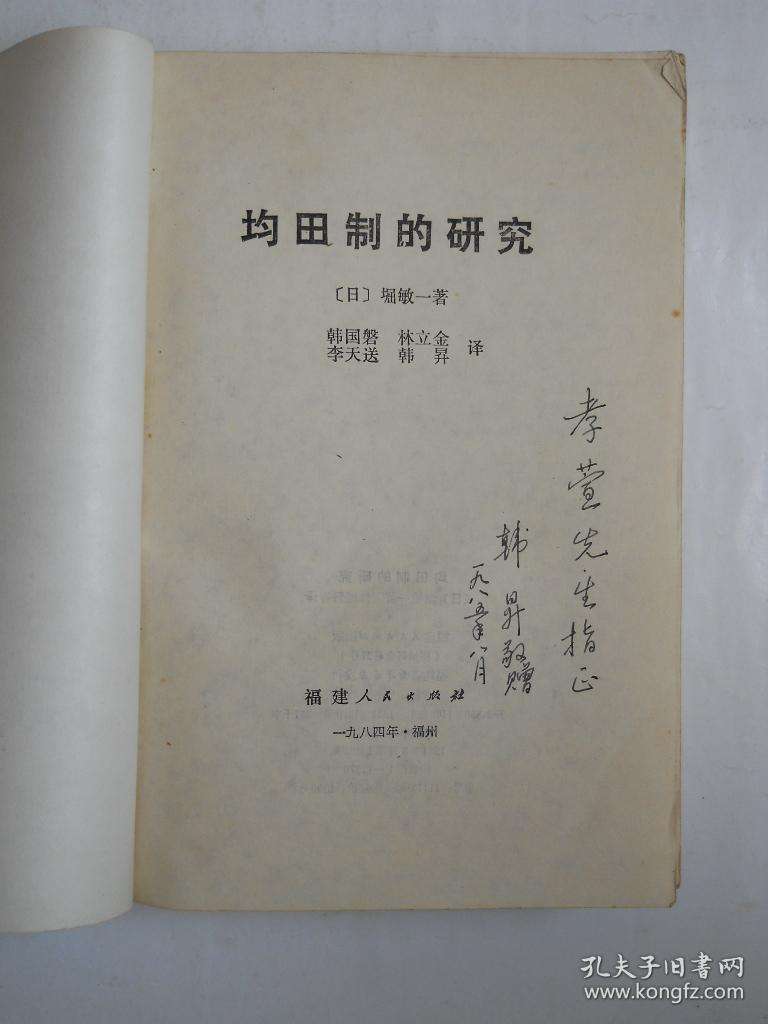 均田制的研究
〔日〕堀敏一著
韩国磐 林立金
李天送 韩昇 译
孝萱先生指正
韩昇敬赠
一九八五年八月
福建人民出版社
一九八四年·福州
孔夫子旧书网
www.kongfz.com